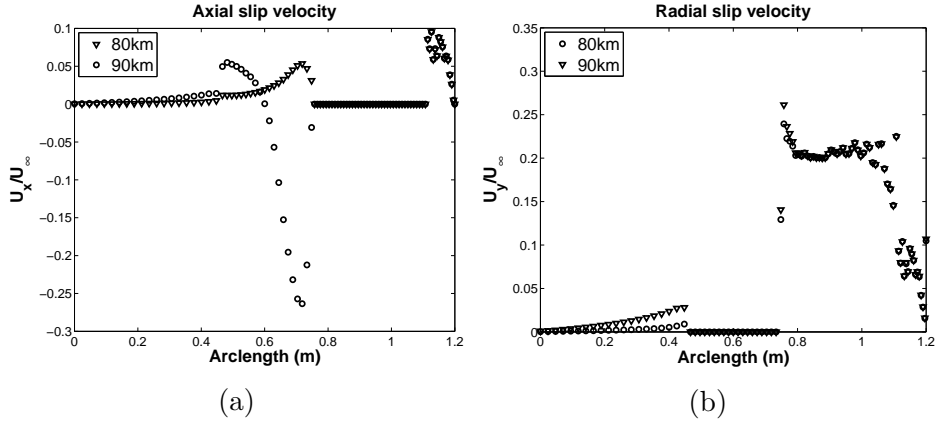 Axial slip velocity
0.1
0.05
0
−0.05
−0.1
−0.15
−0.2
−0.25
−0.3
U_x/U_∞
80km
90km
0 0.2 0.4 0.6 0.8 1 1.2
Arclength (m)
(a)
Radial slip velocity
0.35
0.3
0.25
0.2
0.15
0.1
0.05
0
U_y/U_∞
80km
90km
0 0.2 0.4 0.6 0.8 1 1.2
Arclength (m)
(b)